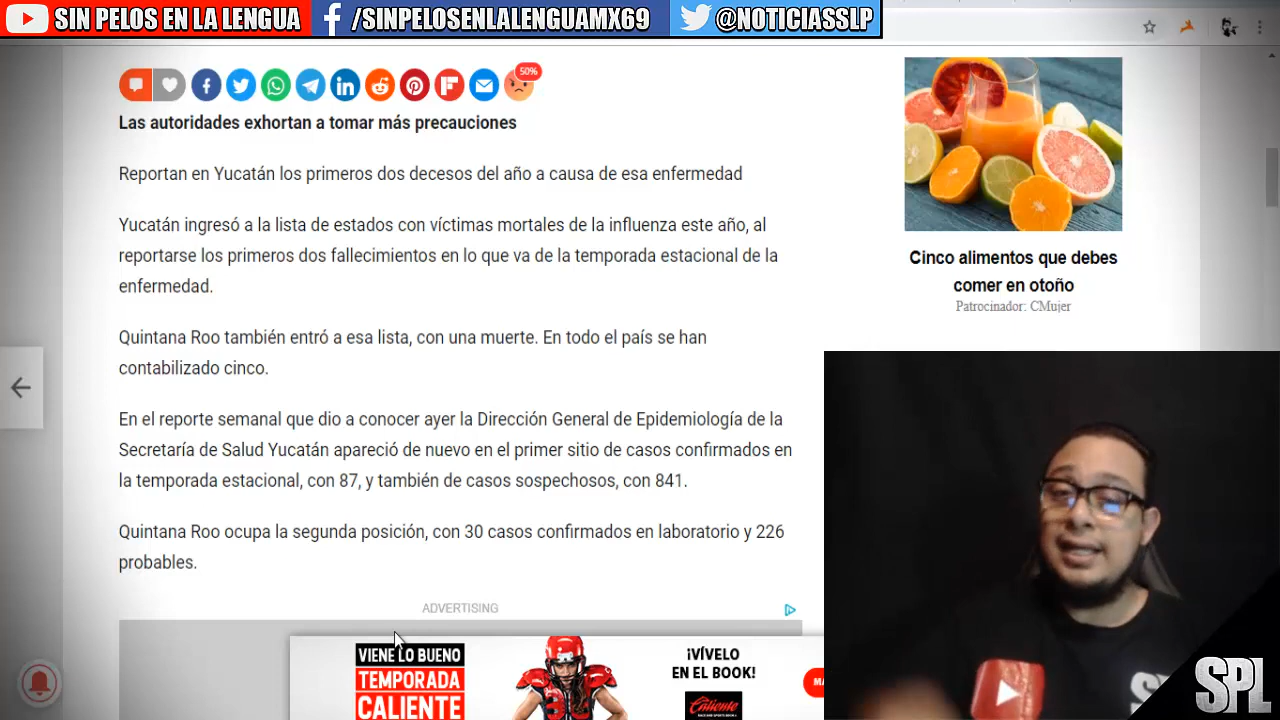 SIN PELOS EN LA LENGUA
/SINPELOSENLALENGUAMX69
@NOTICIASSLP
50%
Las autoridades exhortan a tomar más precauciones
Reportan en Yucatán los primeros dos decesos del año a causa de esa enfermedad
Yucatán ingresó a la lista de estados con víctimas mortales de la influenza este año, al
reportarse los primeros dos fallecimientos en lo que va de la temporada estacional de la
enfermedad.
Quintana Roo también entró a esa lista, con una muerte. En todo el país se han
contabilizado cinco.
En el reporte semanal que dio a conocer ayer la Dirección General de Epidemiología de la
Secretaría de Salud Yucatán apareció de nuevo en el primer sitio de casos confirmados en
la temporada estacional, con 87, y también de casos sospechosos, con 841.
Quintana Roo ocupa la segunda posición, con 30 casos confirmados en laboratorio y 226
probables.
Cinco alimentos que debes
comer en otoño
Patrocinador: CMujer
ADVERTISING
VIENE LO BUENO
TEMPORADA
CALIENTE
¡VÍVELO
EN EL BOOK!
Caliente
SPL